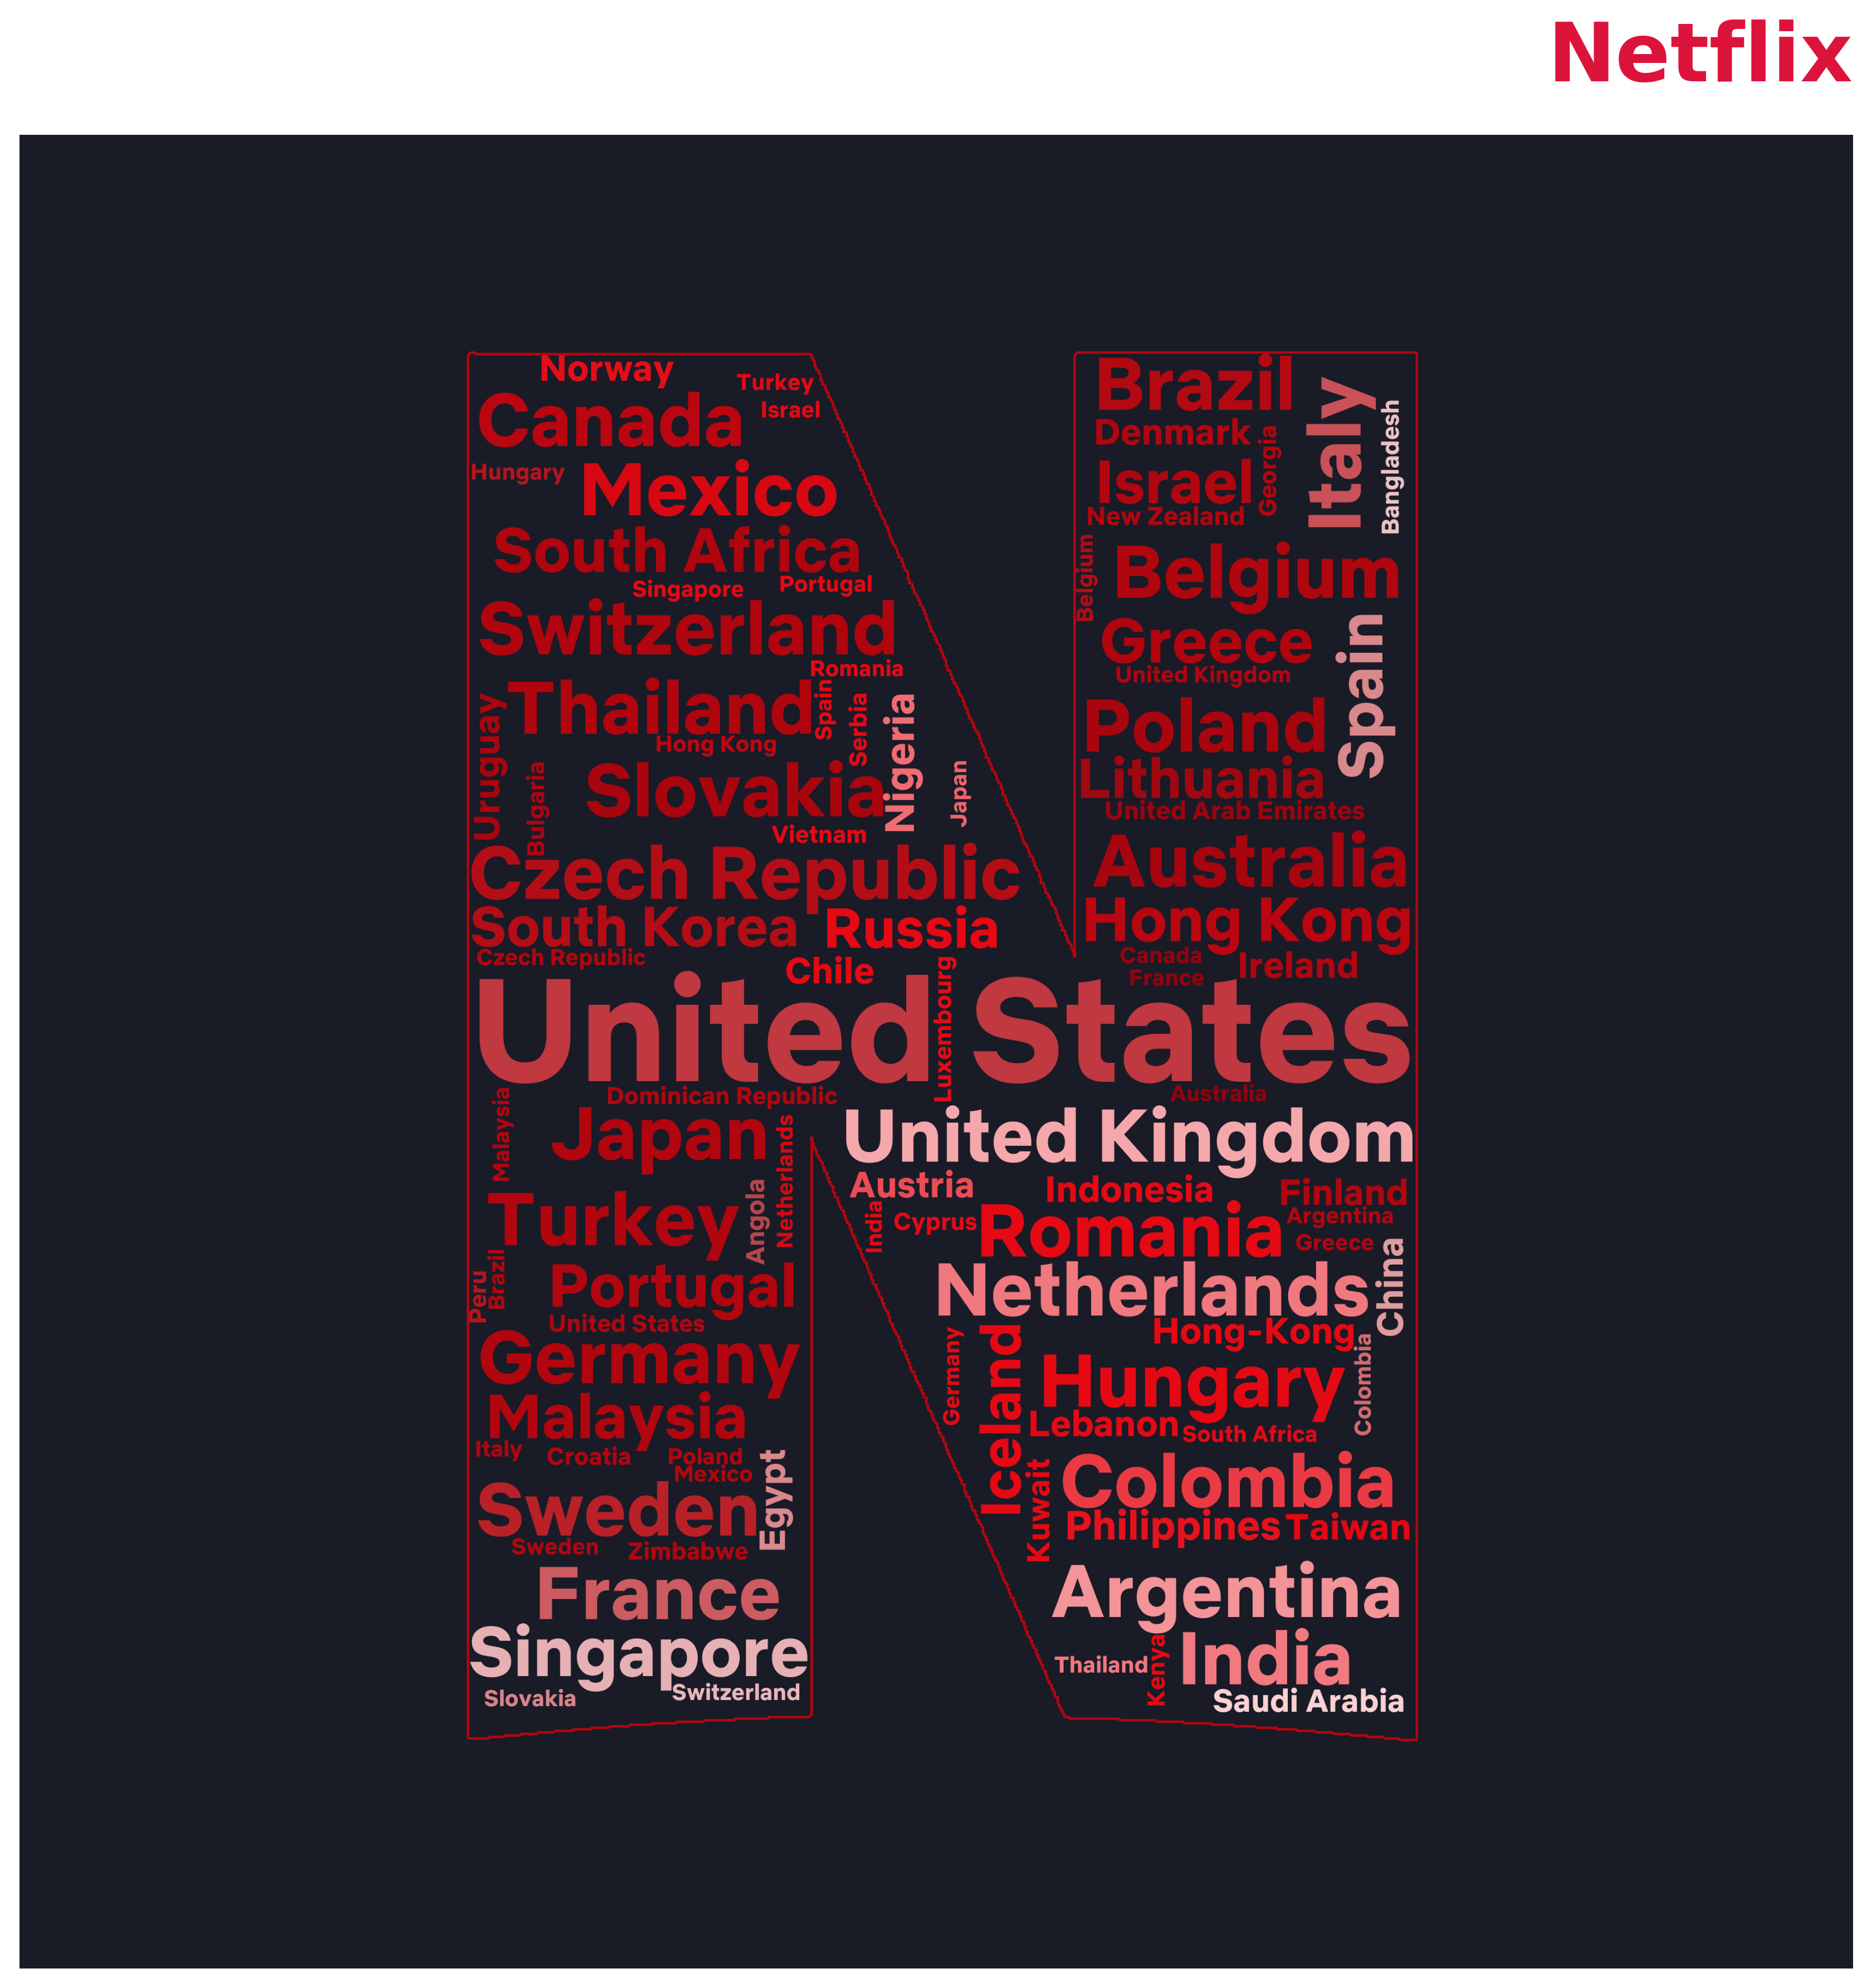 Netflix
Norway
Turkey
Canada
Israel
Hungary
Mexico
South Africa
Singapore
Portugal
Switzerland
Romania
Thailand
Spain
Serbia
Nigeria
Uruguay
Hong Kong
Japan
Bulgaria
Slovakia
Vietnam
Czech Republic
South Korea
Russia
Czech Republic
Chile
Brazil
Italy
Bangladesh
Denmark
Georgia
Israel
New Zealand
Belgium
Belgium
Greece
Spain
United Kingdom
Poland
Lithuania
United Arab Emirates
Australia
Hong Kong
Canada
Ireland
France
Luxembourg
United States
Dominican Republic
Australia
Malaysia
Japan
Netherlands
Turkey
Angola
Brazil
Peru
Portugal
United States
Germany
Malaysia
Italy
Croatia
Poland
Mexico
Egypt
Sweden
Sweden
Zimbabwe
France
Singapore
Slovakia
Switzerland
United Kingdom
Austria
Indonesia
Finland
India
Cyprus
Romania
Argentina
Greece
Netherlands
China
Hong-Kong
Germany
Iceland
Hungary
Colombia
Lebanon
South Africa
Kuwait
Colombia
Philippines
Taiwan
Argentina
Thailand
Kenya
India
Saudi Arabia